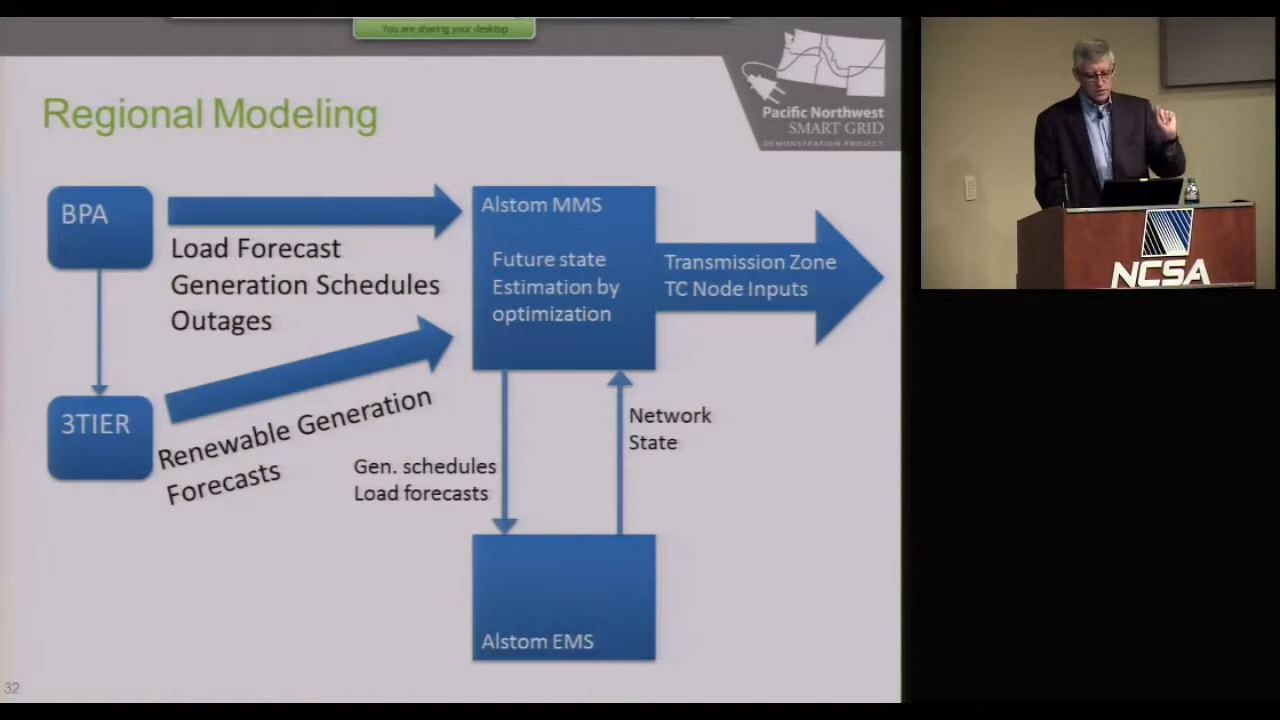 You are sharing your desktop
Pacific Northwest
SMART GRID
DEMONSTRATION PROJECT
Regional Modeling
BPA
Load Forecast
Generation Schedules
Outages
Alstom MMS
Future state
Estimation by
optimization
Transmission Zone
TC Node Inputs
3TIER
Renewable Generation
Forecasts
Gen. schedules
Load forecasts
Network
State
Alstom EMS
32
NCSA